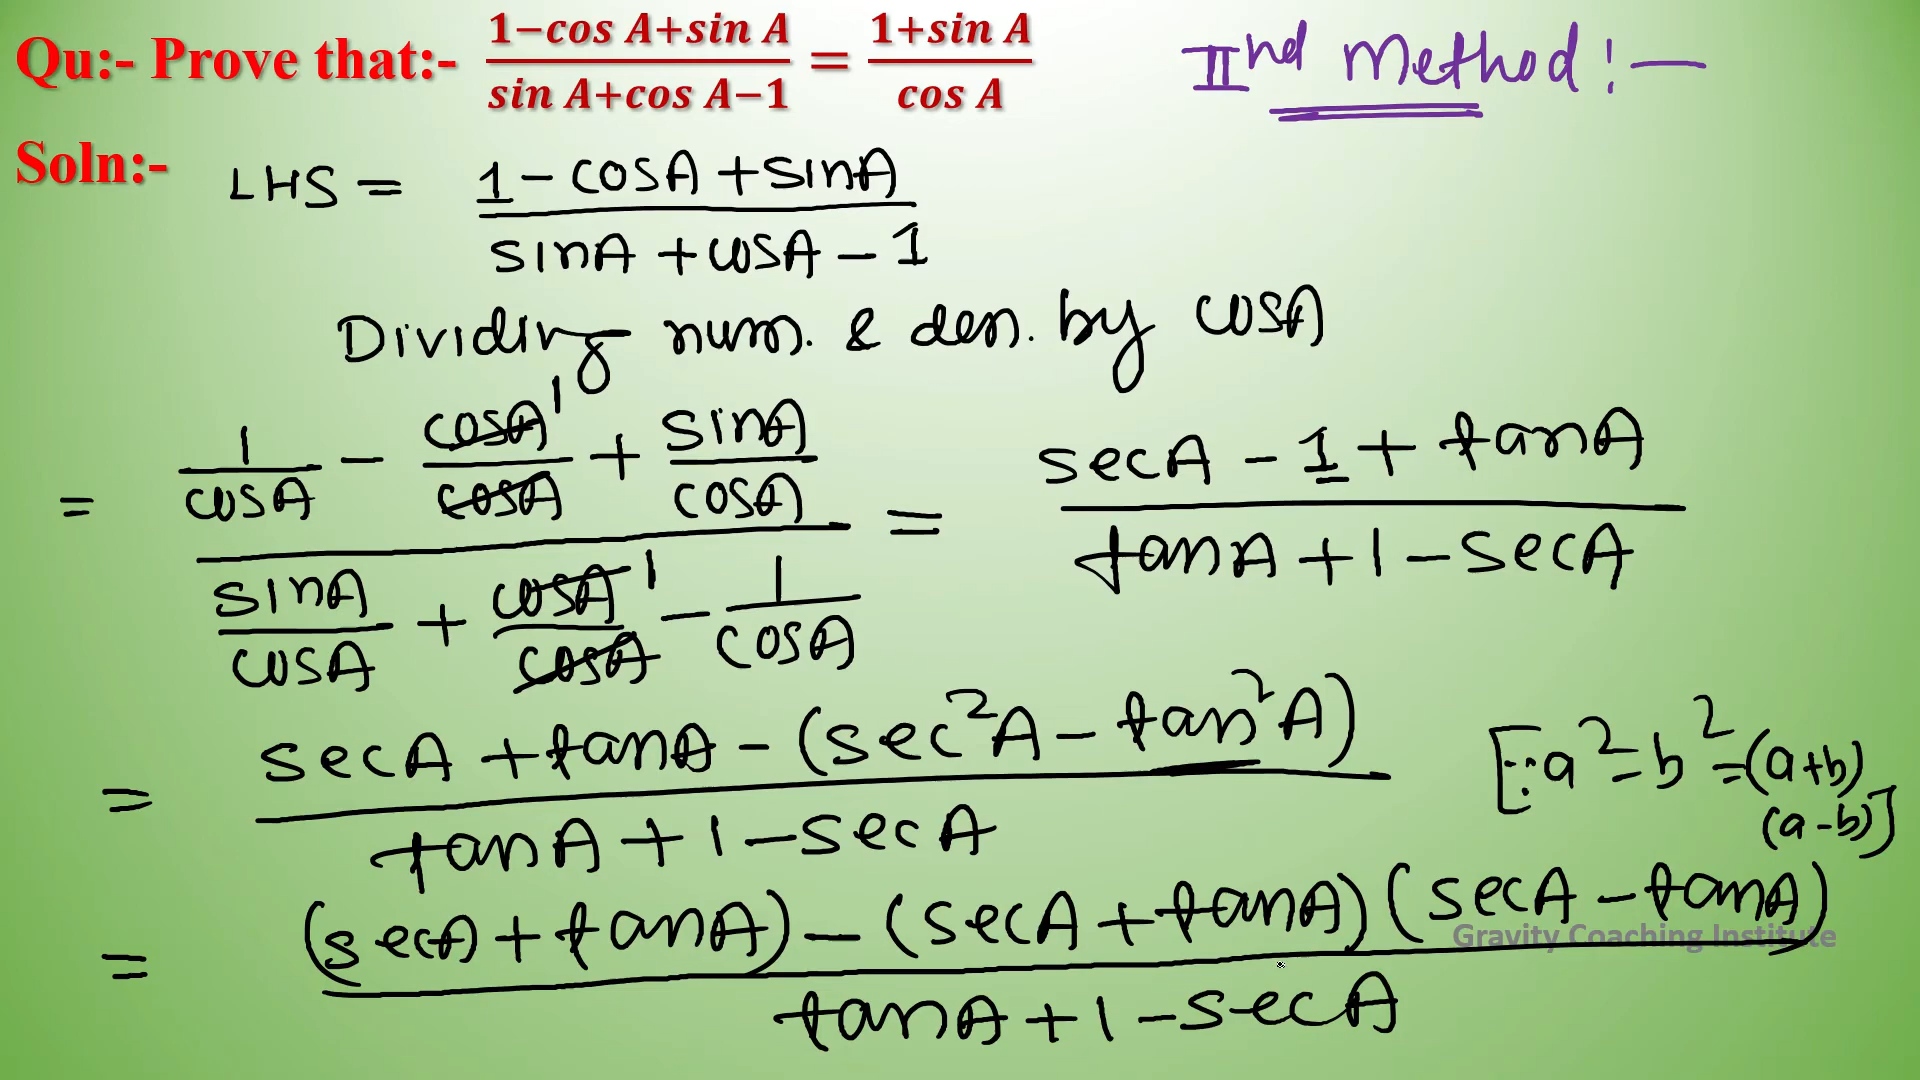 Qu:- Prove that:- (1−cos A+sin A)/(sin A+cos A−1) = (1+sin A)/(cos A)
IInd Method:—
Soln:- LHS = (1 − cosA + sinA)/(sinA + cosA − 1)
Dividing num. & den. by cosA
= (1/cosA − cosA/cosA 1 + sinA/cosA)/(sinA/cosA + cosA/cosA 1 − 1/cosA) = (secA − 1 + tanA)/(tanA + 1 − secA)
= (secA + tanA − (sec²A − tan²A))/(tanA + 1 − secA) [∵ a² − b² = (a+b)
(a−b)]
= ((secA + tanA) − (secA + tanA)(secA − tanA))/(tanA + 1 − secA)
Gravity Coaching Institute